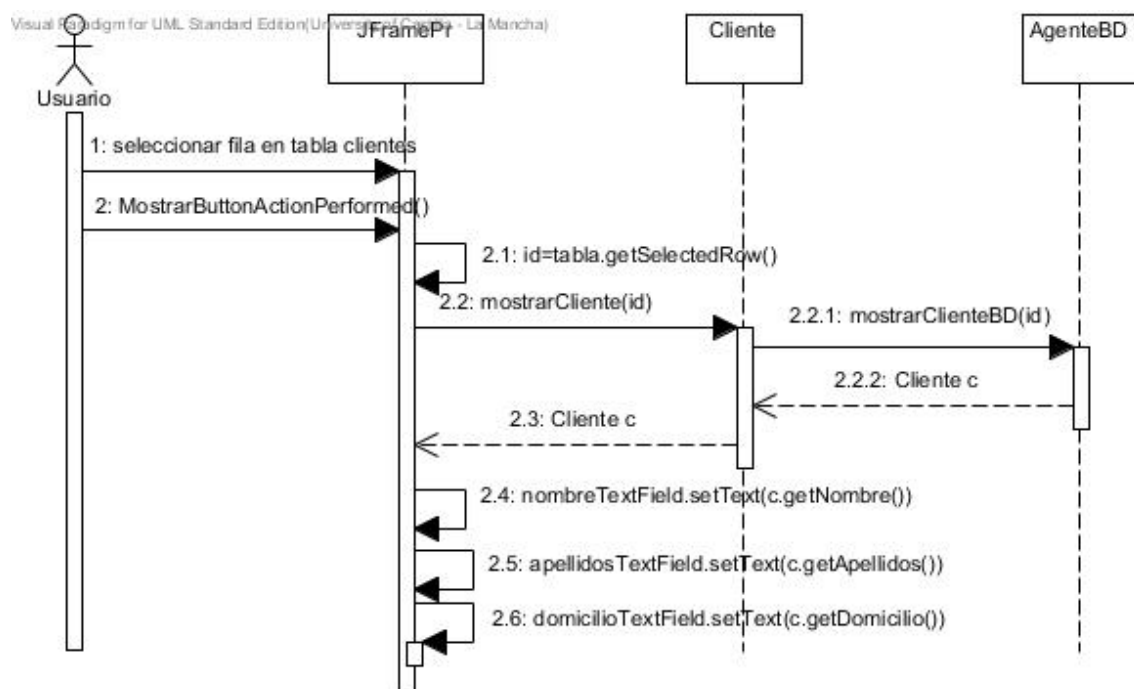 Visual Paradigm for UML Standard Edition(University of Castilla - La Mancha)
JFramePr
Cliente
AgenteBD
Usuario
1: seleccionar fila en tabla clientes
2: MostrarButtonActionPerformed()
2.1: id=tabla.getSelectedRow()
2.2: mostrarCliente(id)
2.2.1: mostrarClienteBD(id)
2.2.2: Cliente c
2.3: Cliente c
2.4: nombreTextField.setText(c.getNombre())
2.5: apellidosTextField.setText(c.getApellidos())
2.6: domicilioTextField.setText(c.getDomicilio())